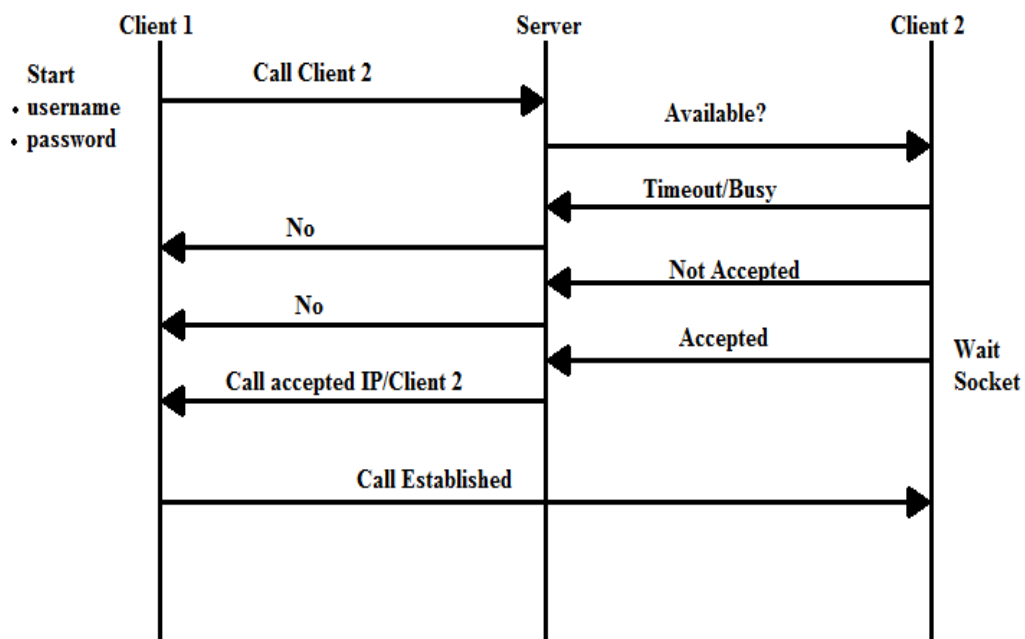 Client 1
Server
Client 2
Start
• username
• password
Call Client 2
Available?
Timeout/Busy
No
Not Accepted
No
Accepted
Wait
Socket
Call accepted IP/Client 2
Call Established